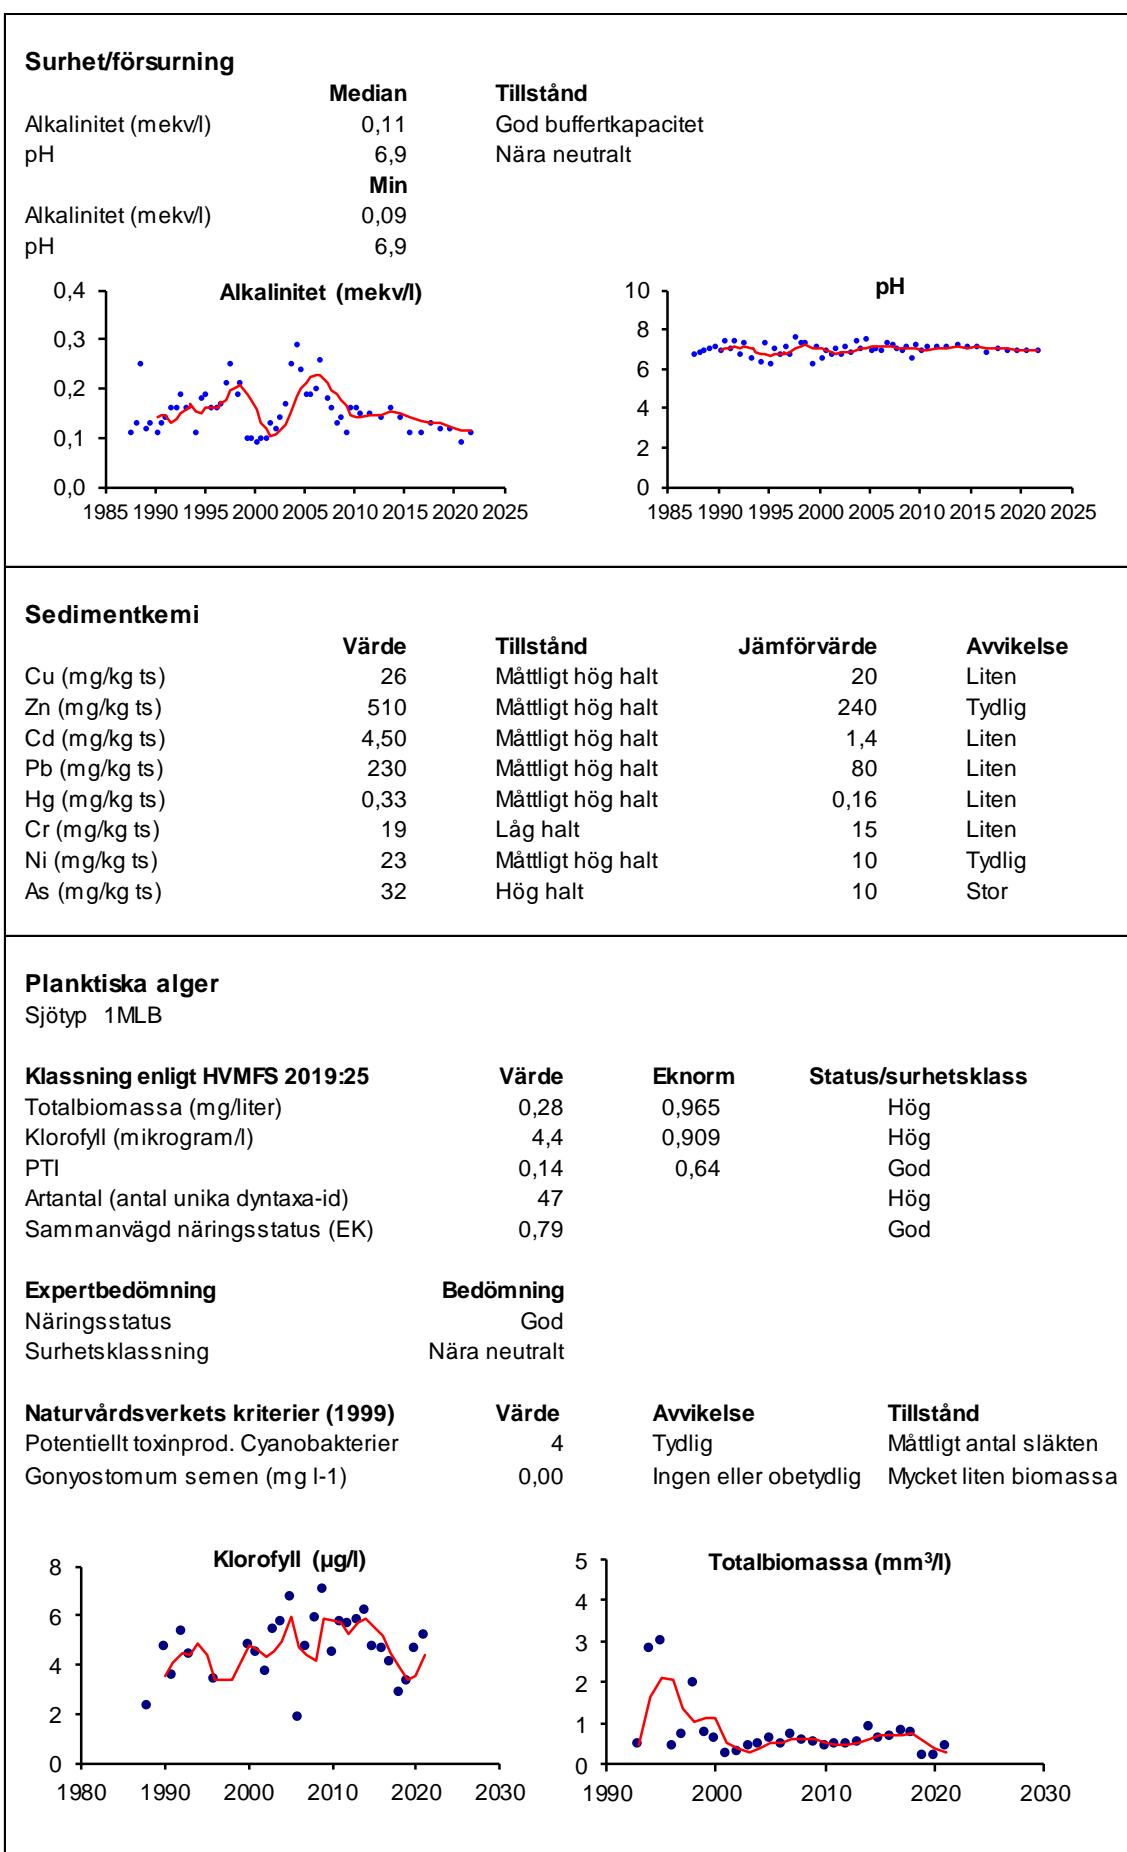 Surhet/försurning
Median Tillstånd
Alkalinitet (mekv/l) 0,11 God buffertkapacitet
pH 6,9 Nära neutralt
Min
Alkalinitet (mekv/l) 0,09
pH 6,9
Alkalinitet (mekv/l)
0,4
0,3
0,2
0,1
0,0
1985 1990 1995 2000 2005 2010 2015 2020 2025
pH
10
8
6
4
2
0
1985 1990 1995 2000 2005 2010 2015 2020 2025
Sedimentkemi
Värde Tillstånd Jämförvärde Avvikelse
Cu (mg/kg ts) 26 Måttligt hög halt 20 Liten
Zn (mg/kg ts) 510 Måttligt hög halt 240 Tydlig
Cd (mg/kg ts) 4,50 Måttligt hög halt 1,4 Liten
Pb (mg/kg ts) 230 Måttligt hög halt 80 Liten
Hg (mg/kg ts) 0,33 Måttligt hög halt 0,16 Liten
Cr (mg/kg ts) 19 Låg halt 15 Liten
Ni (mg/kg ts) 23 Måttligt hög halt 10 Tydlig
As (mg/kg ts) 32 Hög halt 10 Stor
Planktiska alger
Sjötyp 1MLB
Klassning enligt HVMFS 2019:25 Värde Eknorm Status/surhetsklass
Totalbiomassa (mg/liter) 0,28 0,965 Hög
Klorofyll (mikrogram/l) 4,4 0,909 Hög
PTI 0,14 0,64 God
Artantal (antal unika dyntaxa-id) 47 Hög
Sammanvägd näringsstatus (EK) 0,79 God
Expertbedömning Bedömning
Näringsstatus God
Surhetsklassning Nära neutralt
Naturvårdsverkets kriterier (1999) Värde Avvikelse Tillstånd
Potentiellt toxinprod. Cyanobakterier 4 Tydlig Måttligt antal släkten
Gonyostomum semen (mg l-1) 0,00 Ingen eller obetydlig Mycket liten biomassa
Klorofyll (µg/l)
8
6
4
2
0
1980 1990 2000 2010 2020 2030
Totalbiomassa (mm³/l)
5
4
3
2
1
0
1990 2000 2010 2020 2030